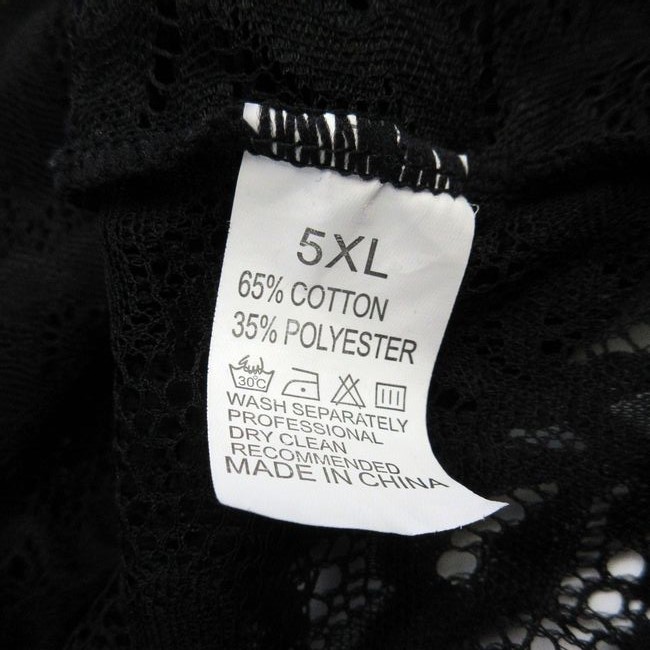 5XL
65% COTTON
35% POLYESTER
30°C
WASH SEPARATELY
PROFESSIONAL
DRY CLEAN
RECOMMENDED
MADE IN CHINA